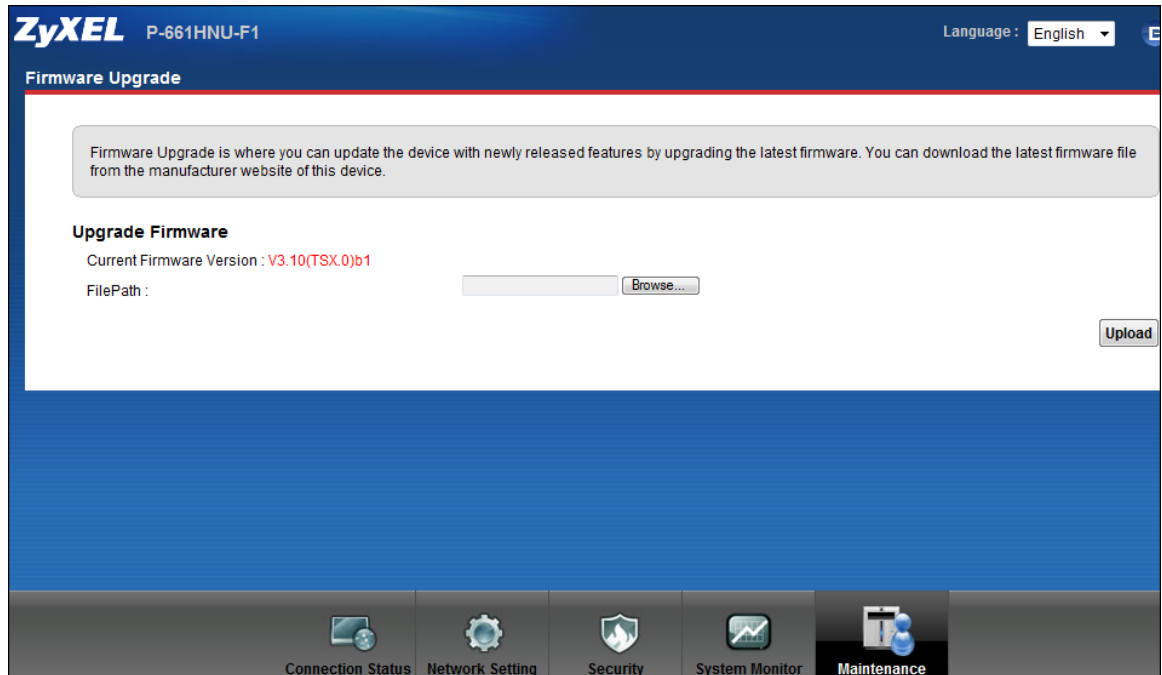 ZyXEL P-661HNU-F1 Language : English E
Firmware Upgrade
Firmware Upgrade is where you can update the device with newly released features by upgrading the latest firmware. You can download the latest firmware file
from the manufacturer website of this device.
Upgrade Firmware
Current Firmware Version : V3.10(TSX.0)b1
FilePath : Browse...
Upload
Connection Status Network Setting Security System Monitor Maintenance